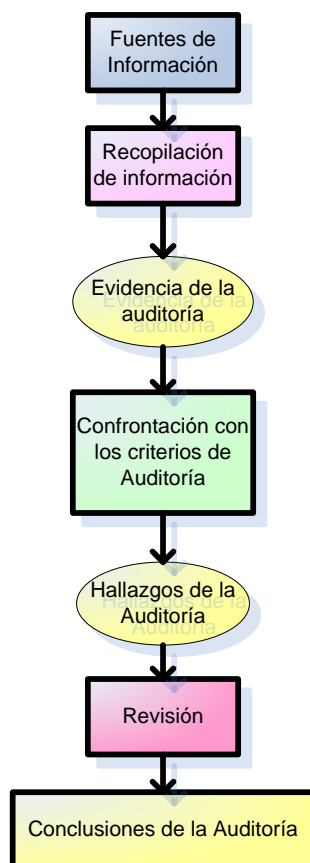 Fuentes de
Información
Recopilación
de información
Evidencia de la
auditoría
Confrontación con
los criterios de
Auditoría
Hallazgos de la
Auditoría
Revisión
Conclusiones de la Auditoría